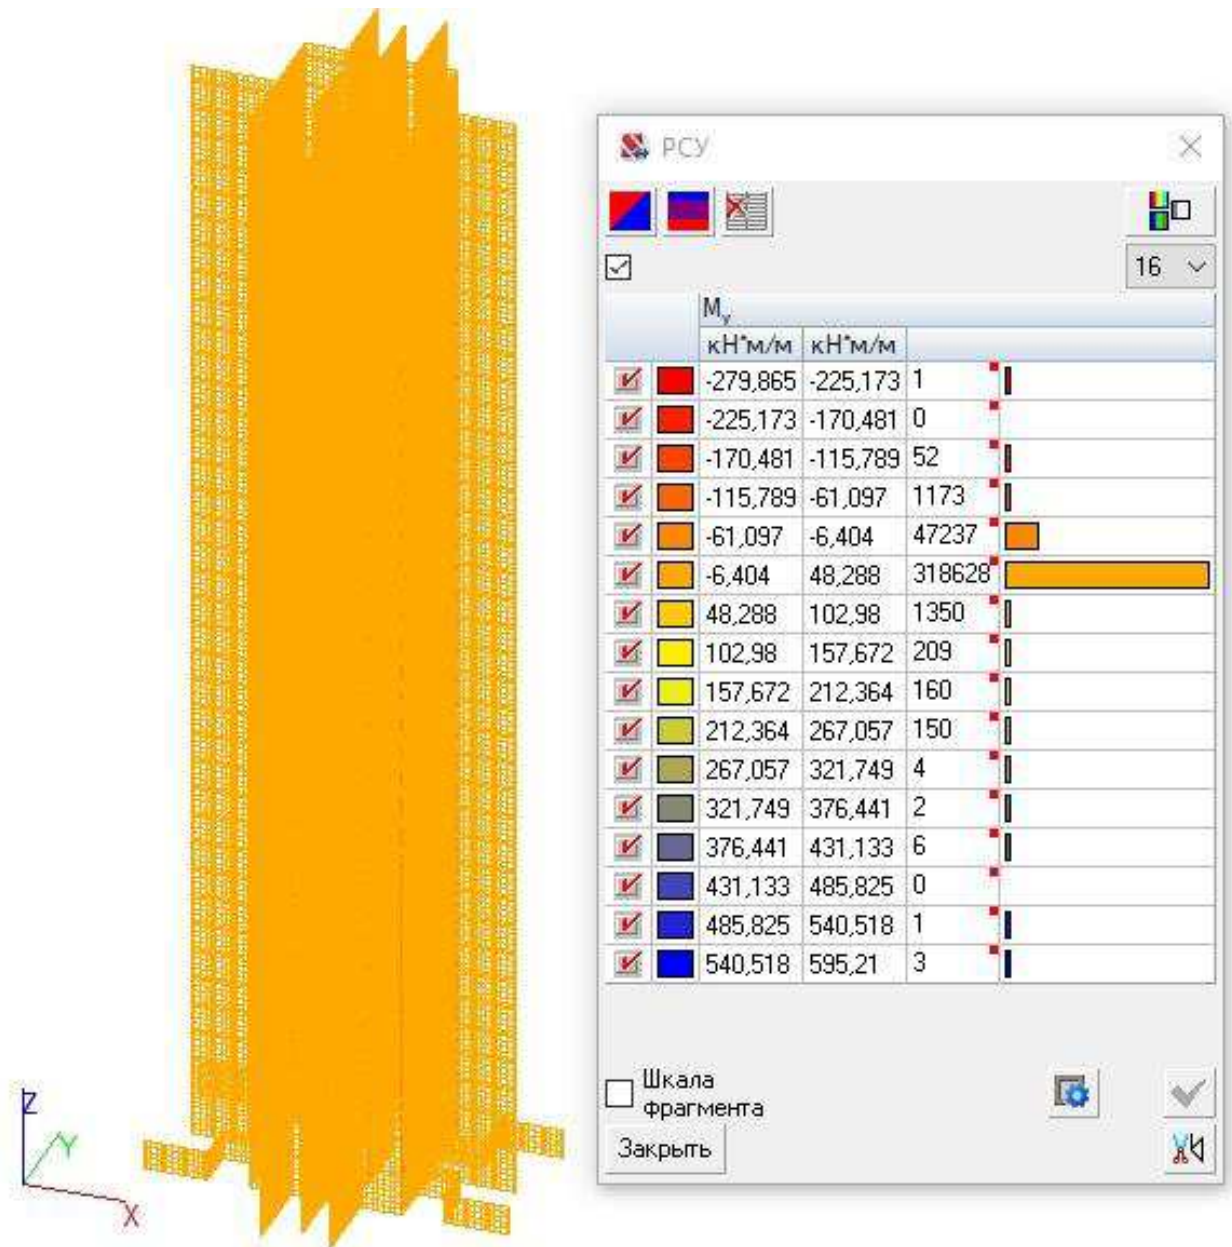 РСУ
16
My
кН*м/м кН*м/м
-279,865 -225,173 1
-225,173 -170,481 0
-170,481 -115,789 52
-115,789 -61,097 1173
-61,097 -6,404 47237
-6,404 48,288 318628
48,288 102,98 1350
102,98 157,672 209
157,672 212,364 160
212,364 267,057 150
267,057 321,749 4
321,749 376,441 2
376,441 431,133 6
431,133 485,825 0
485,825 540,518 1
540,518 595,21 3
Шкала
фрагмента
Закрыть
Z
Y
X